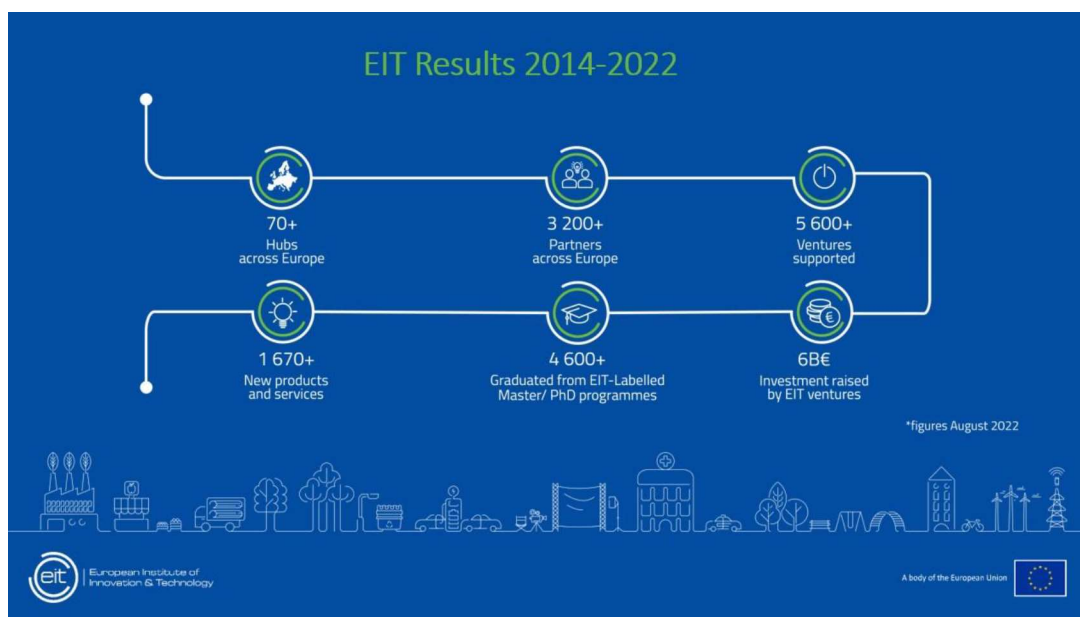 EIT Results 2014-2022
70+
Hubs
across Europe
3 200+
Partners
across Europe
5 600+
Ventures
supported
1 670+
New products
and services
4 600+
Graduated from EIT-Labelled
Master/ PhD programmes
6B€
Investment raised
by EIT ventures
*figures August 2022
eit
European Institute of
Innovation & Technology
A body of the European Union